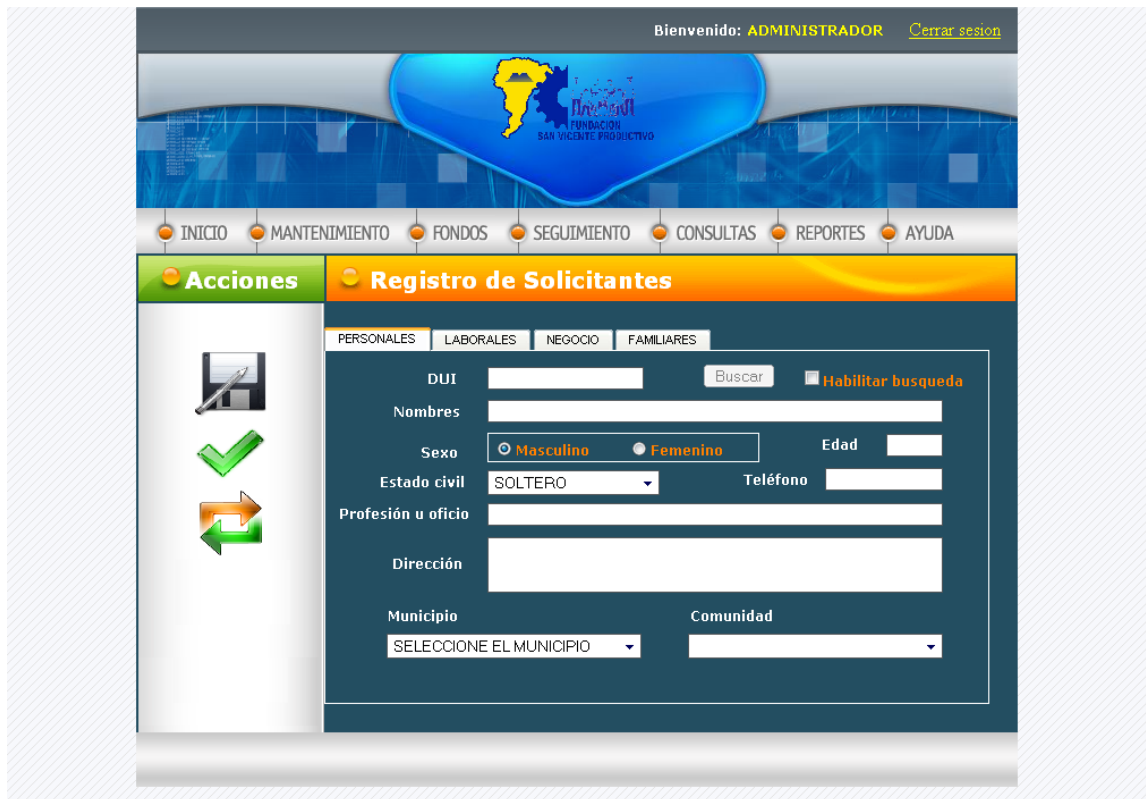 Bienvenido: ADMINISTRADOR Cerrar sesion
FUNDACION
SAN VICENTE PRODUCTIVO
INICIO MANTENIMIENTO FONDOS SEGUIMIENTO CONSULTAS REPORTES AYUDA
Acciones Registro de Solicitantes
PERSONALES LABORALES NEGOCIO FAMILIARES
DUI Buscar Habilitar busqueda
Nombres
Sexo Masculino Femenino Edad
Estado civil SOLTERO Teléfono
Profesión u oficio
Dirección
Municipio Comunidad
SELECCIONE EL MUNICIPIO